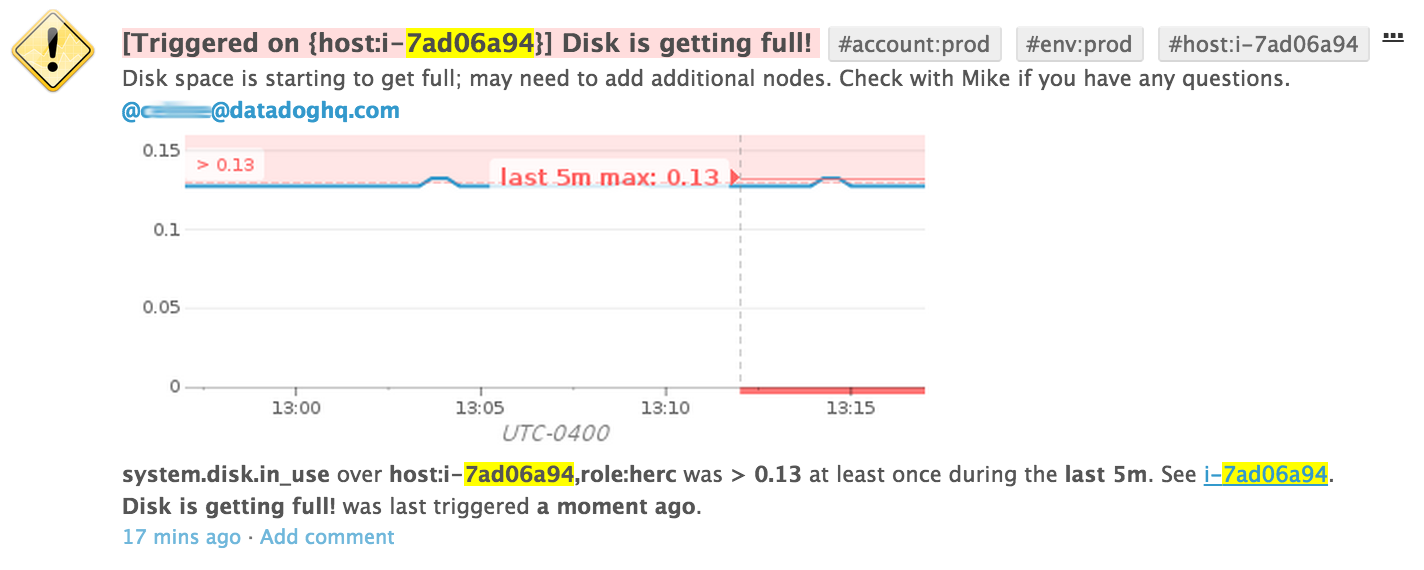 [Triggered on {host:i-7ad06a94}] Disk is getting full! #account:prod #env:prod #host:i-7ad06a94 ...
Disk space is starting to get full; may need to add additional nodes. Check with Mike if you have any questions.
@datadoghq.com
0.15
> 0.13
last 5m max: 0.13
0.1
0.05
0
13:00 13:05 13:10 13:15
UTC-0400
system.disk.in_use over host:i-7ad06a94,role:herc was > 0.13 at least once during the last 5m. See i-7ad06a94.
Disk is getting full! was last triggered a moment ago.
17 mins ago · Add comment